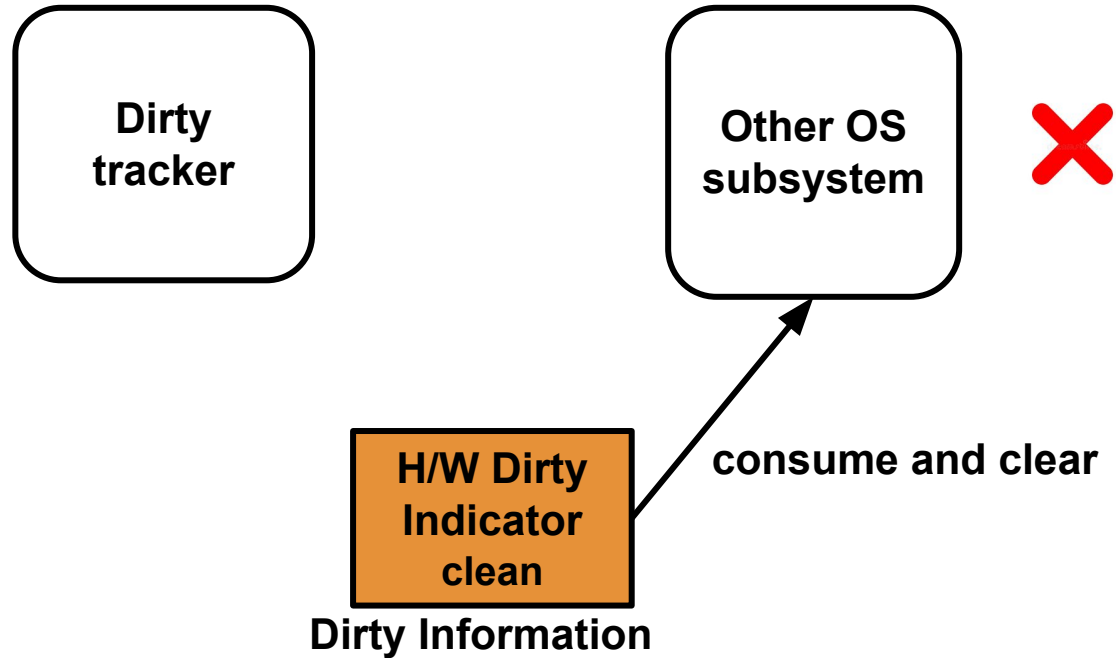 Dirty
tracker
Other OS
subsystem
H/W Dirty
Indicator
clean
consume and clear
Dirty Information